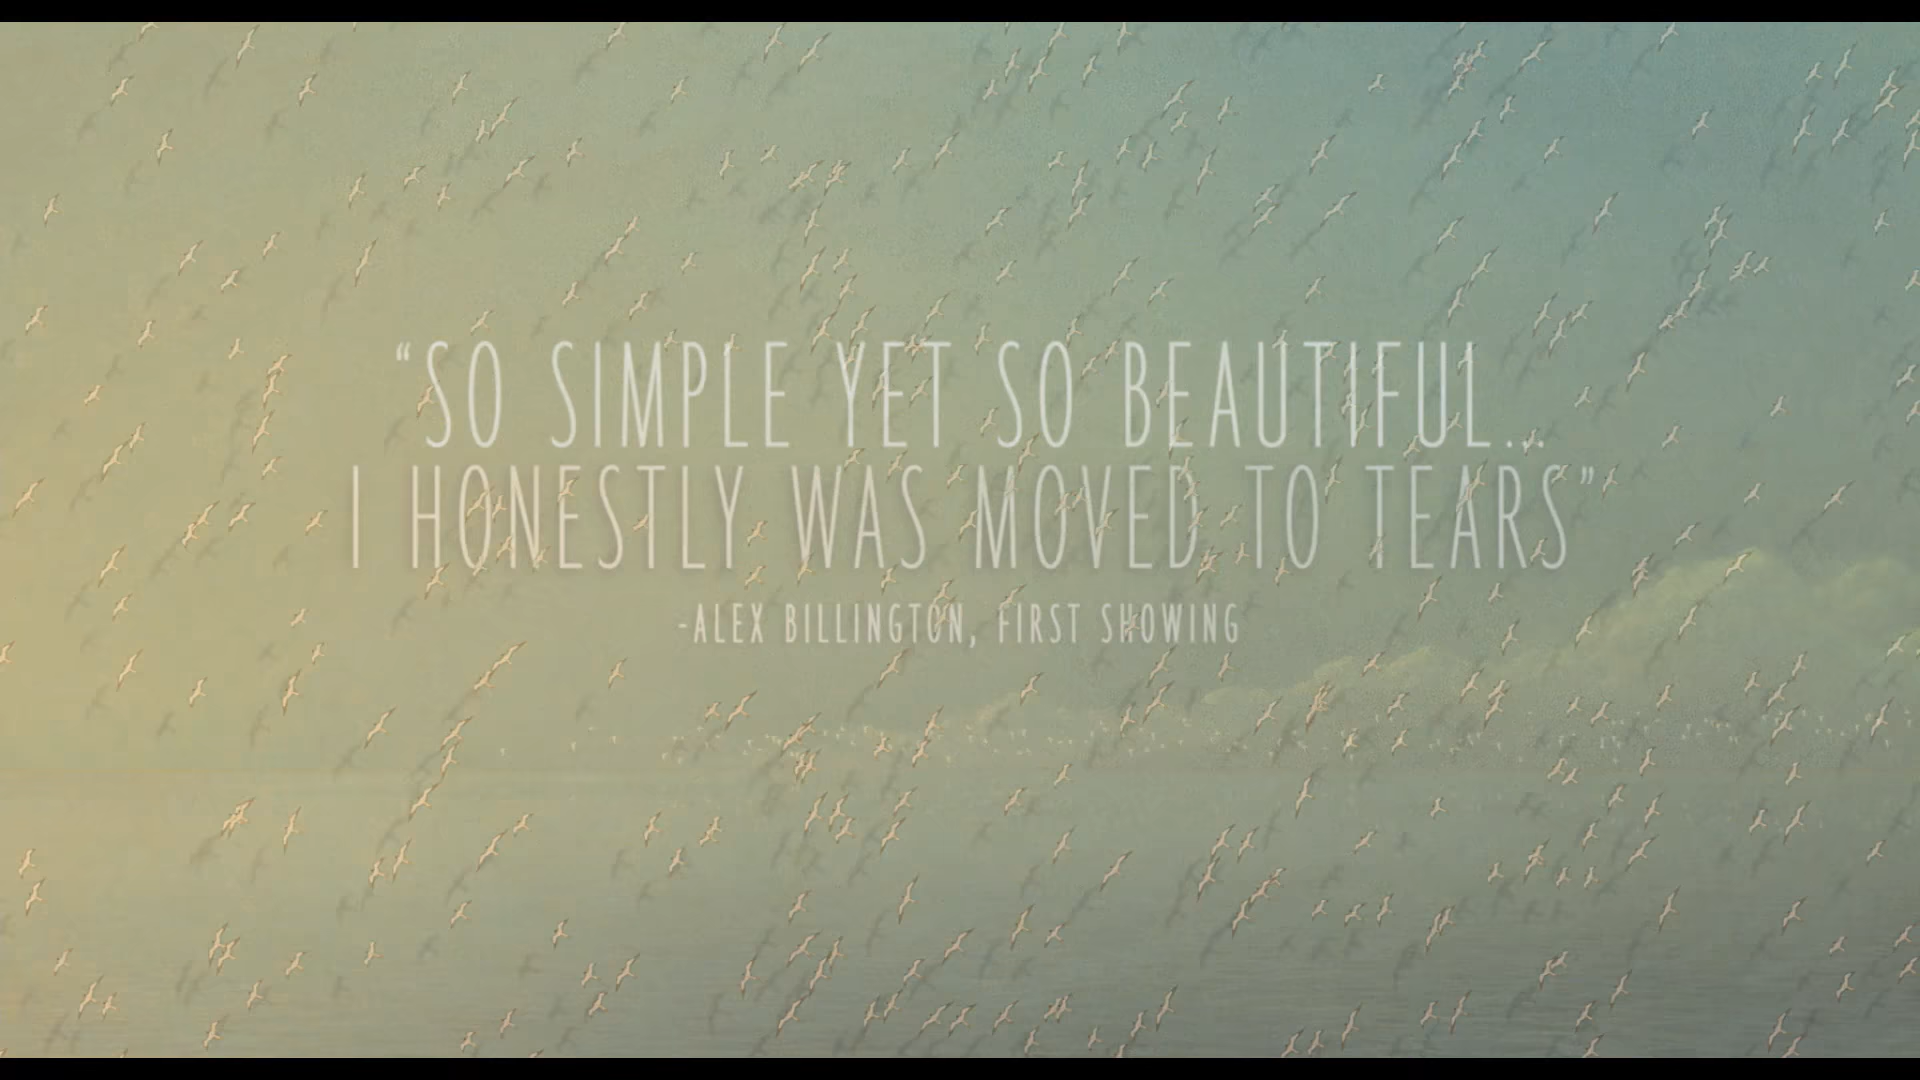 “SO SIMPLE YET SO BEAUTIFUL...
I HONESTLY WAS MOVED TO TEARS”
-ALEX BILLINGTON, FIRST SHOWING